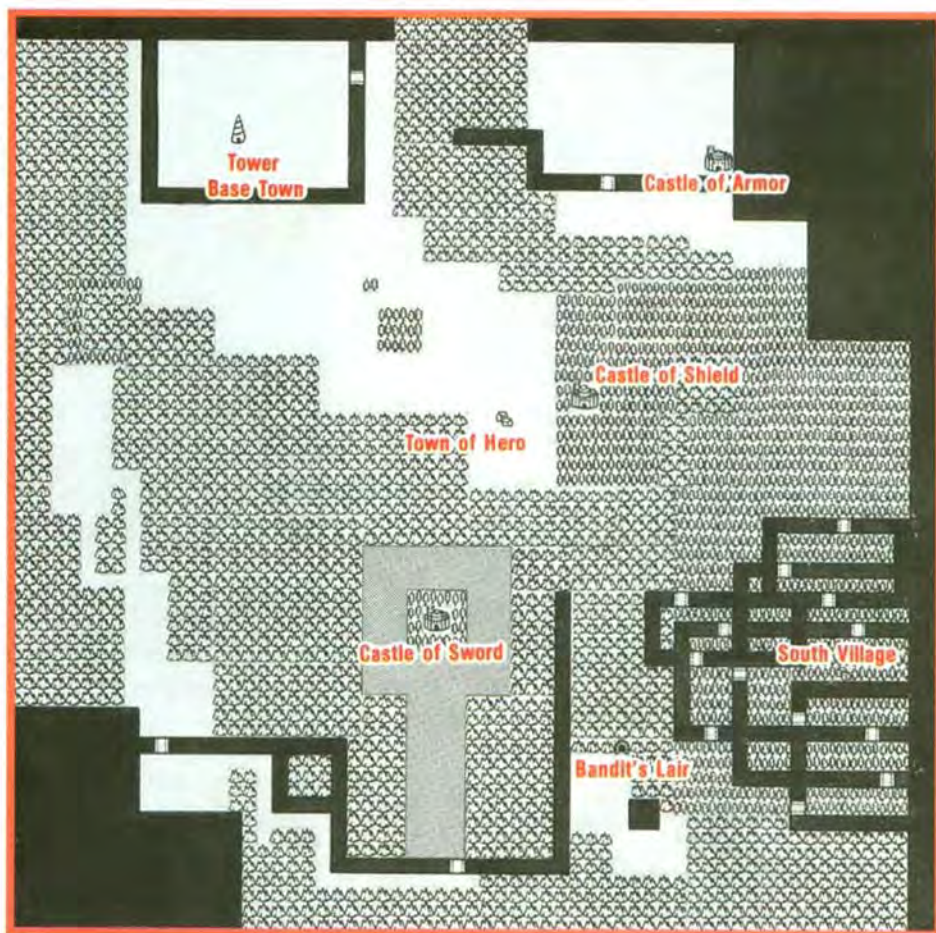 Tower
Base Town
Castle of Armor
Castle of Shield
Town of Hero
Castle of Sword
South Village
Bandit's Lair